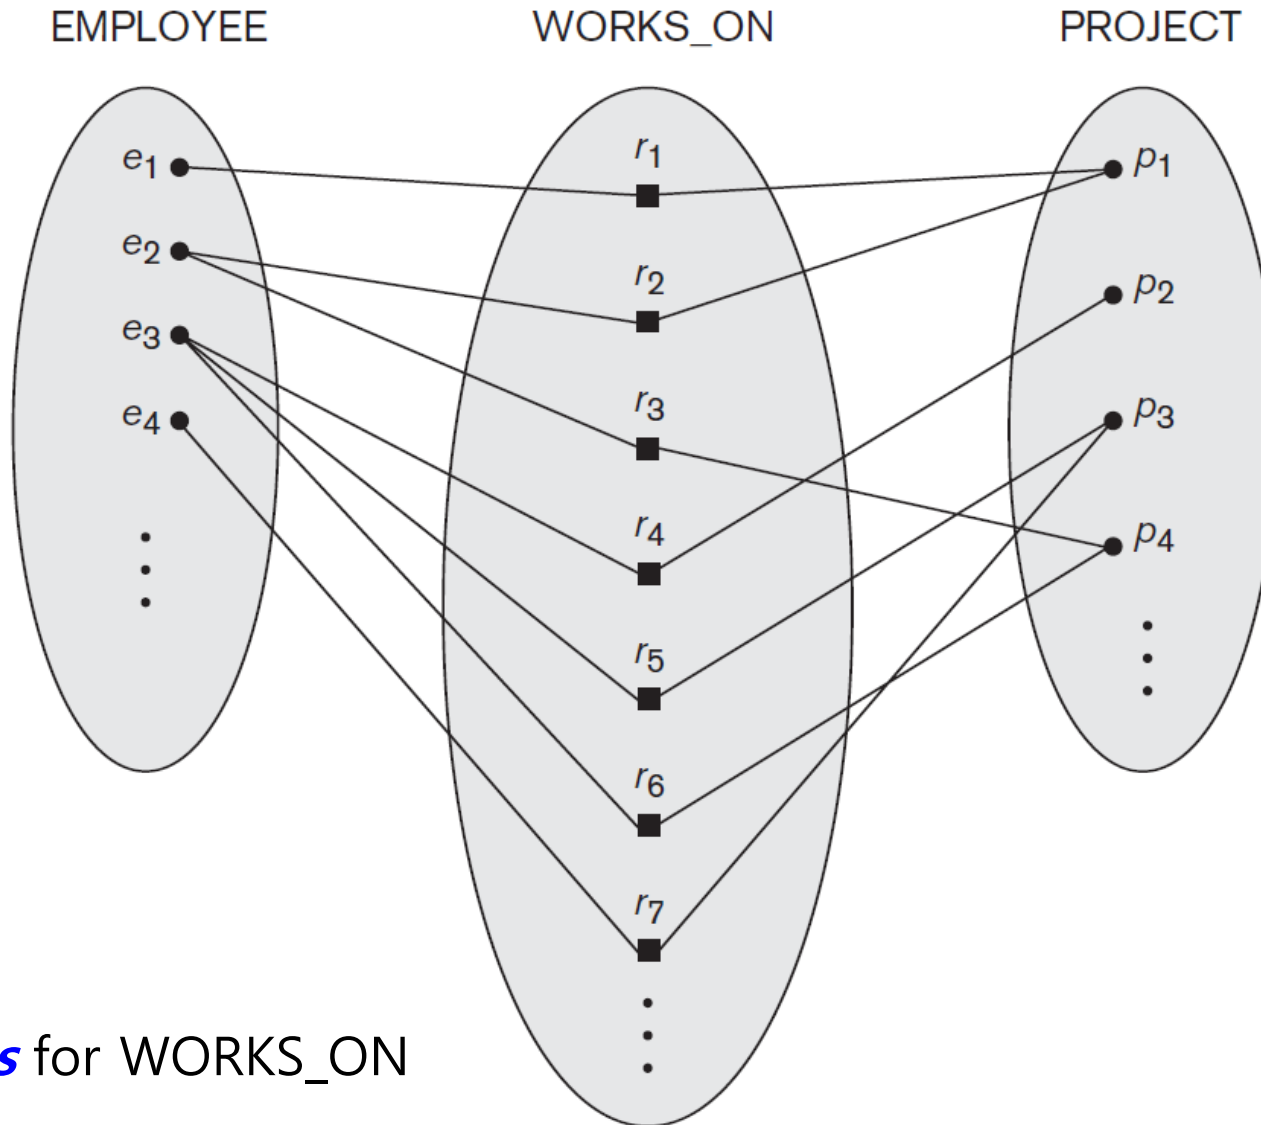 EMPLOYEE WORKS_ON PROJECT
e1 r1 p1
e2 r2 p2
e3 r3 p3
e4 r4 p4
r5
r6
r7
s for WORKS_ON